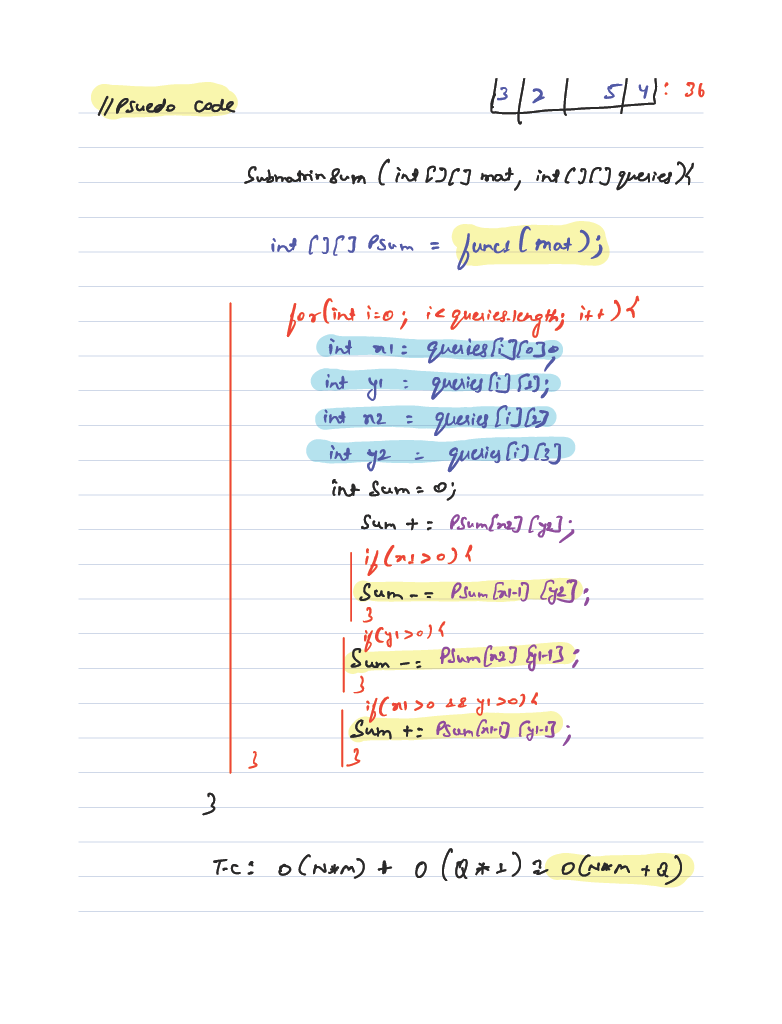 //Psuedo code
3 2 5 4 : 36
Submatrixsum (int [][] mat, int [][] queries){
int [][] Psum = funcs (mat);
for(int i=0; i< queries.length; i++){
int x1 = queries[i][0];
int y1 = queries[i][1];
int x2 = queries[i][2]
int y2 = queries[i][3]
int Sum = 0;
Sum += Psum[x2][y2];
if(x1>0){
Sum -= Psum[x1-1][y2];
}
if(y1>0){
Sum -= Psum[x2][y1-1];
}
if(x1>0 && y1>0){
Sum += Psum[x1-1][y1-1];
}
}
}
T-C: O(N*M) + O(Q*1) ≃ O(N*M + Q)